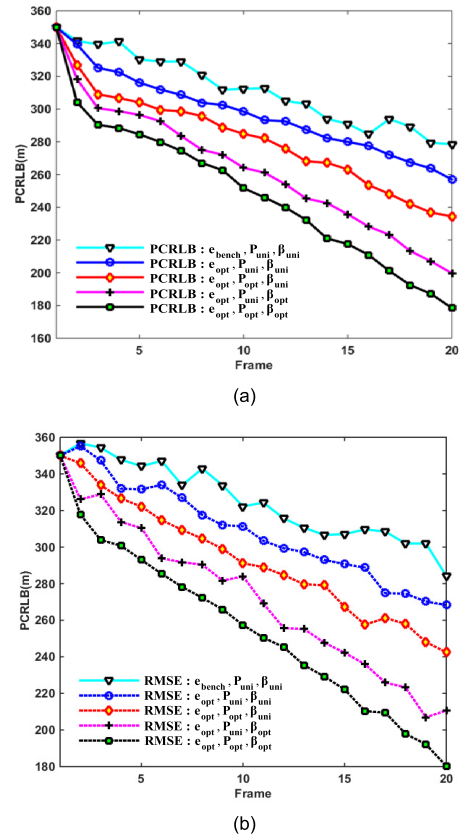 360
340
320
300
280
260
240
220
200
180
160
PCRLB(m)
PCRLB : e_bench, P_uni, β_uni
PCRLB : e_opt, P_uni, β_uni
PCRLB : e_opt, P_opt, β_uni
PCRLB : e_opt, P_uni, β_opt
PCRLB : e_opt, P_opt, β_opt
5 10 15 20
Frame
(a)
360
340
320
300
280
260
240
220
200
180
PCRLB(m)
RMSE : e_bench, P_uni, β_uni
RMSE : e_opt, P_uni, β_uni
RMSE : e_opt, P_opt, β_uni
RMSE : e_opt, P_uni, β_opt
RMSE : e_opt, P_opt, β_opt
5 10 15 20
Frame
(b)